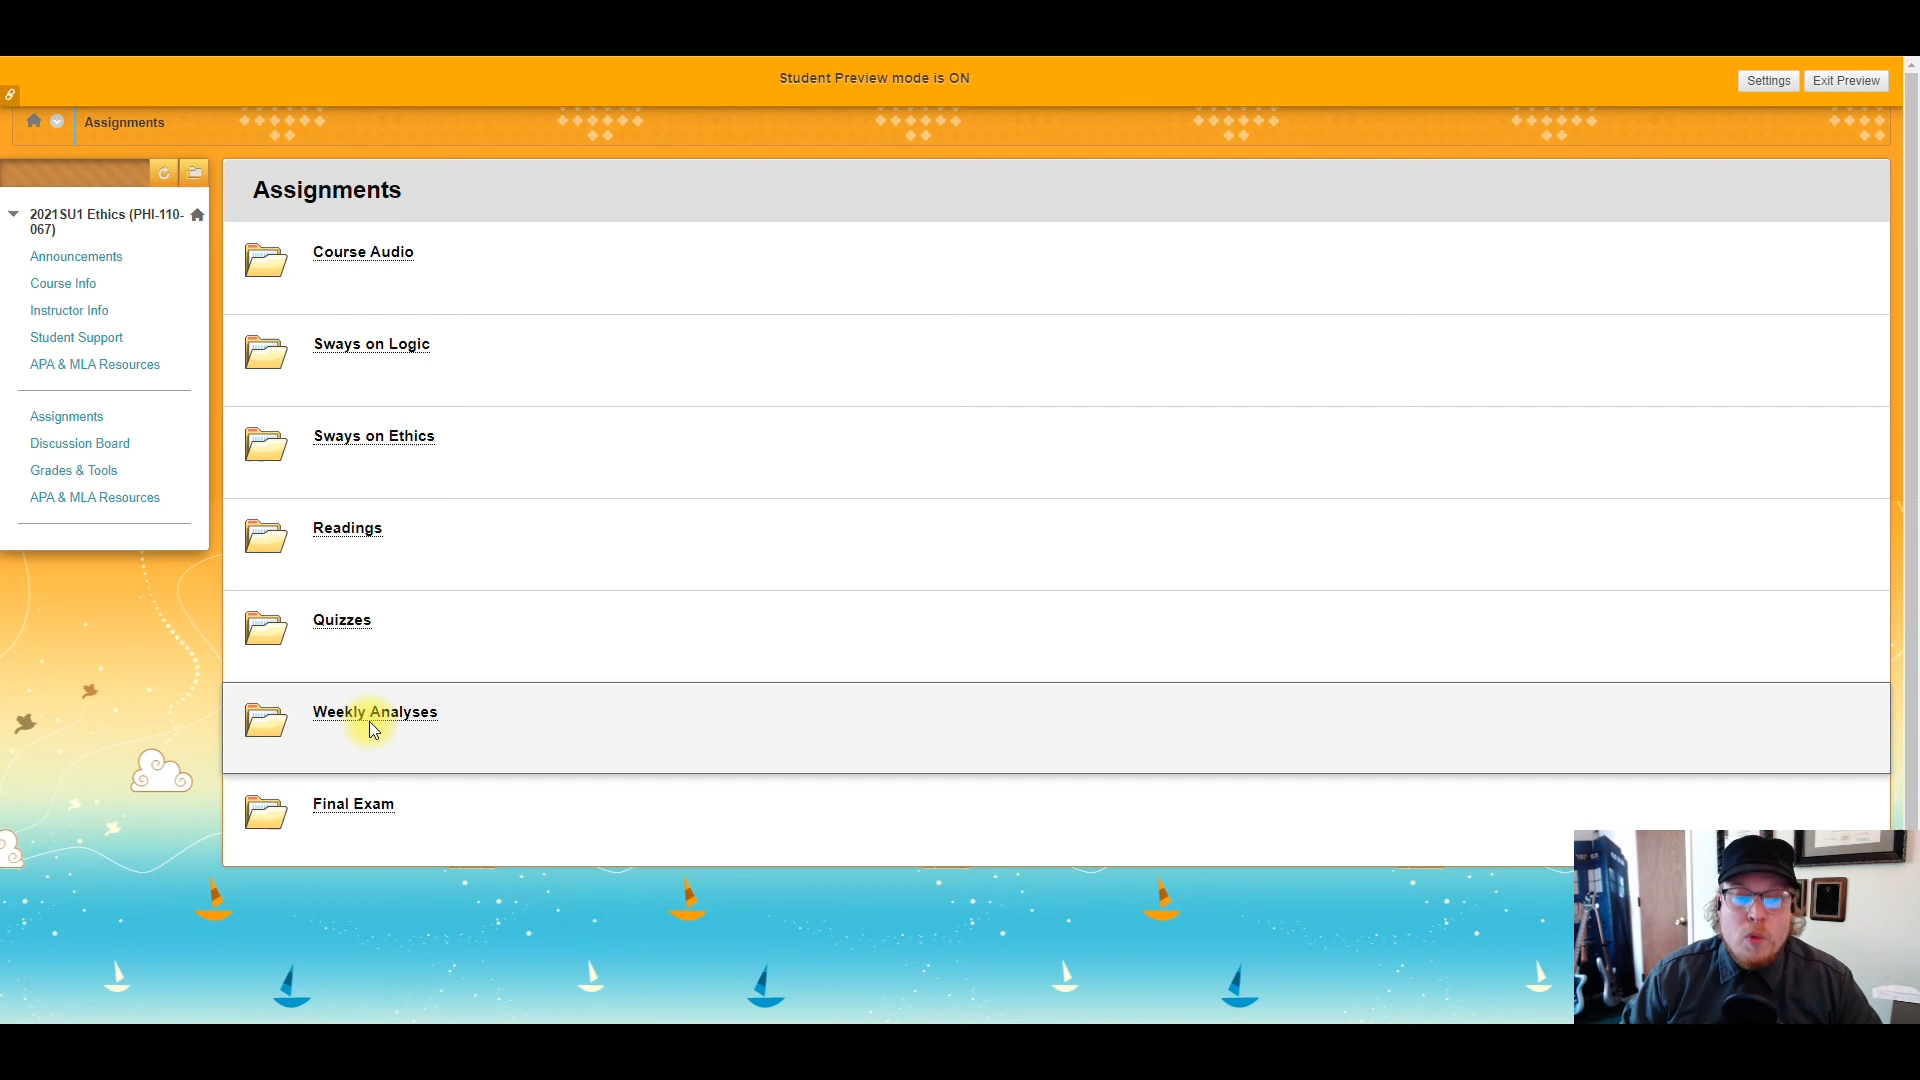 Student Preview mode is ON
Settings
Exit Preview
Assignments
2021SU1 Ethics (PHI-110-
067)
Announcements
Course Info
Instructor Info
Student Support
APA & MLA Resources
Assignments
Discussion Board
Grades & Tools
APA & MLA Resources
Assignments
Course Audio
Sways on Logic
Sways on Ethics
Readings
Quizzes
Weekly Analyses
Final Exam